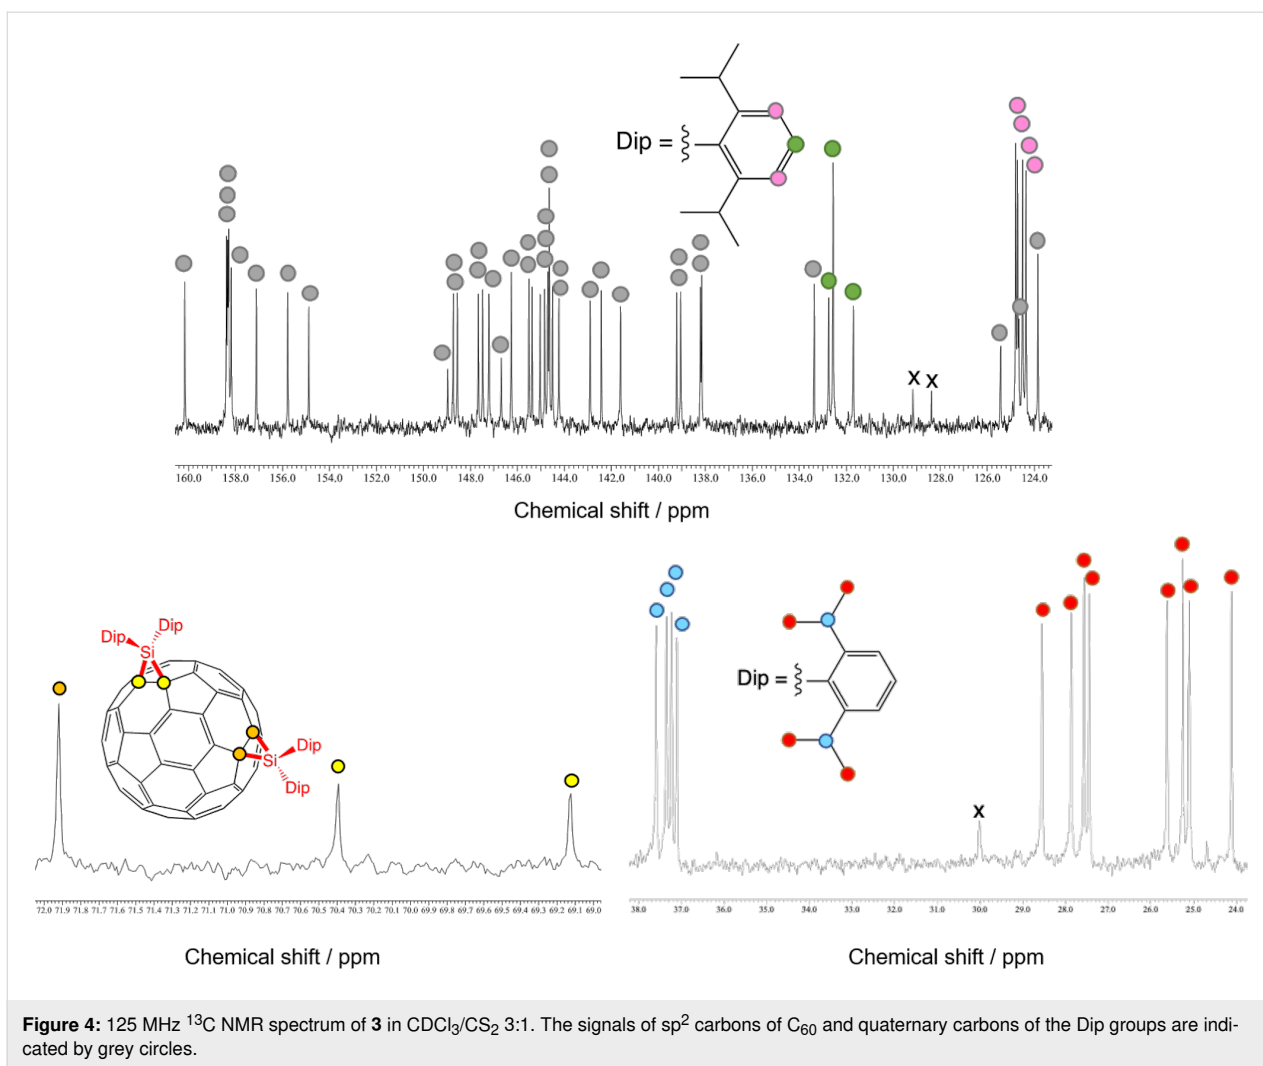 Dip =
x x
160.0 158.0 156.0 154.0 152.0 150.0 148.0 146.0 144.0 142.0 140.0 138.0 136.0 134.0 132.0 130.0 128.0 126.0 124.0
Chemical shift / ppm
Dip Dip
Si
Dip
Si
Dip
72.0 71.9 71.8 71.7 71.6 71.5 71.4 71.3 71.2 71.1 71.0 70.9 70.8 70.7 70.6 70.5 70.4 70.3 70.2 70.1 70.0 69.9 69.8 69.7 69.6 69.5 69.4 69.3 69.2 69.1 69.0
Chemical shift / ppm
Dip =
x
38.0 37.0 36.0 35.0 34.0 33.0 32.0 31.0 30.0 29.0 28.0 27.0 26.0 25.0 24.0
Chemical shift / ppm
Figure 4: 125 MHz ¹³C NMR spectrum of 3 in CDCl₃/CS₂ 3:1. The signals of sp² carbons of C₆₀ and quaternary carbons of the Dip groups are indi-
cated by grey circles.